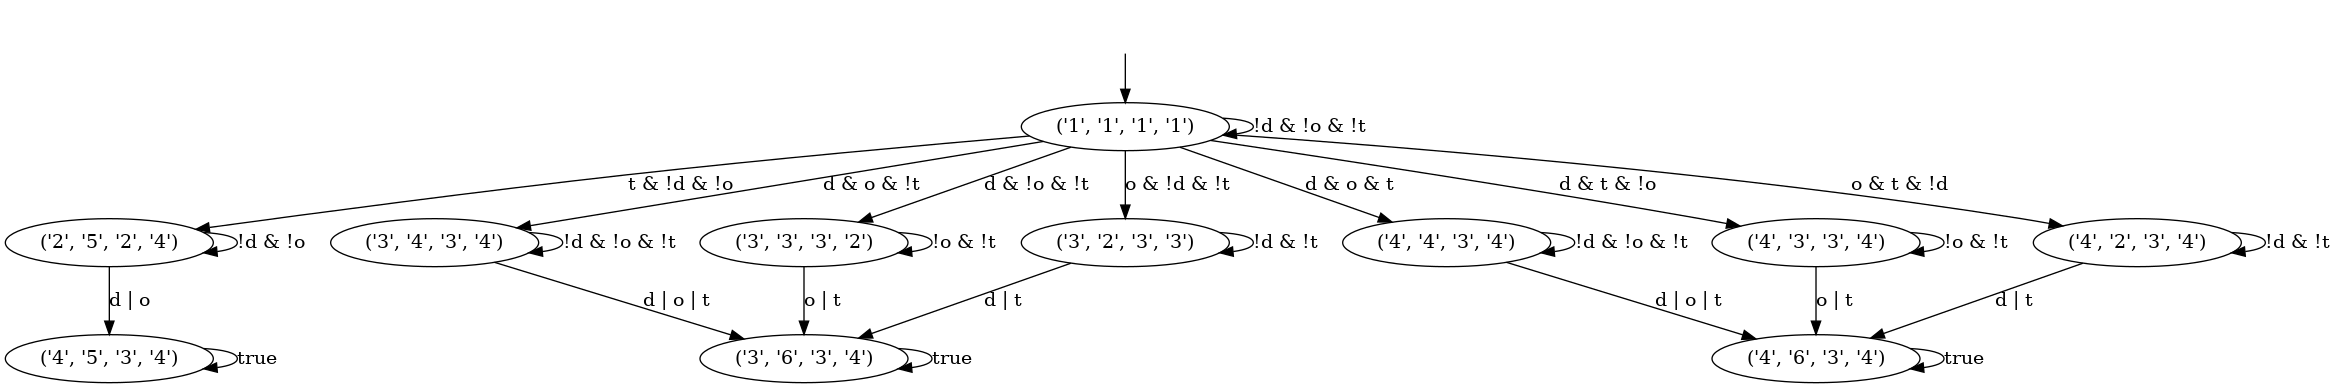 ('1', '1', '1', '1')
!d & !o & !t
t & !d & !o
d & o & !t
d & !o & !t
o & !d & !t
d & o & t
d & t & !o
o & t & !d
('2', '5', '2', '4')
!d & !o
('3', '4', '3', '4')
!d & !o & !t
('3', '3', '3', '2')
!o & !t
('3', '2', '3', '3')
!d & !t
('4', '4', '3', '4')
!d & !o & !t
('4', '3', '3', '4')
!o & !t
('4', '2', '3', '4')
!d & !t
d | o
d | o | t
o | t
d | t
d | o | t
o | t
d | t
('4', '5', '3', '4')
true
('3', '6', '3', '4')
true
('4', '6', '3', '4')
true